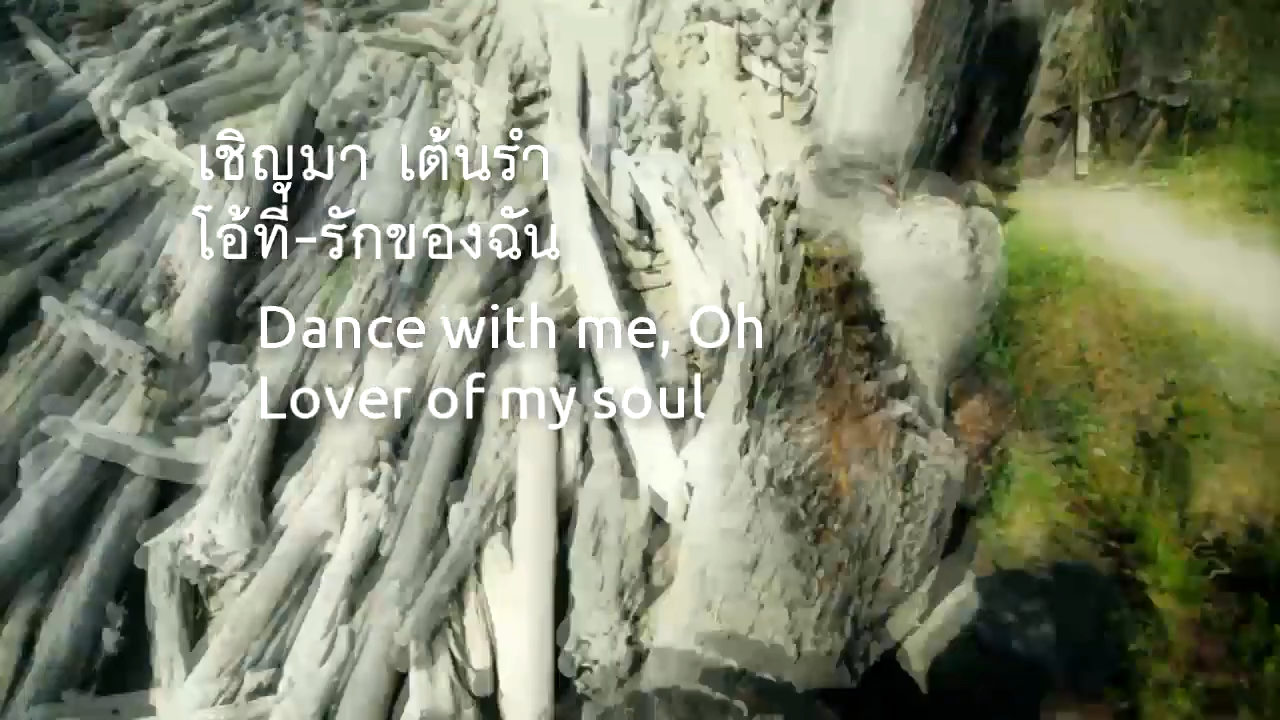 เชิญมา เต้นรำ
โอ้ที่-รักของฉัน
Dance with me, Oh
Lover of my soul